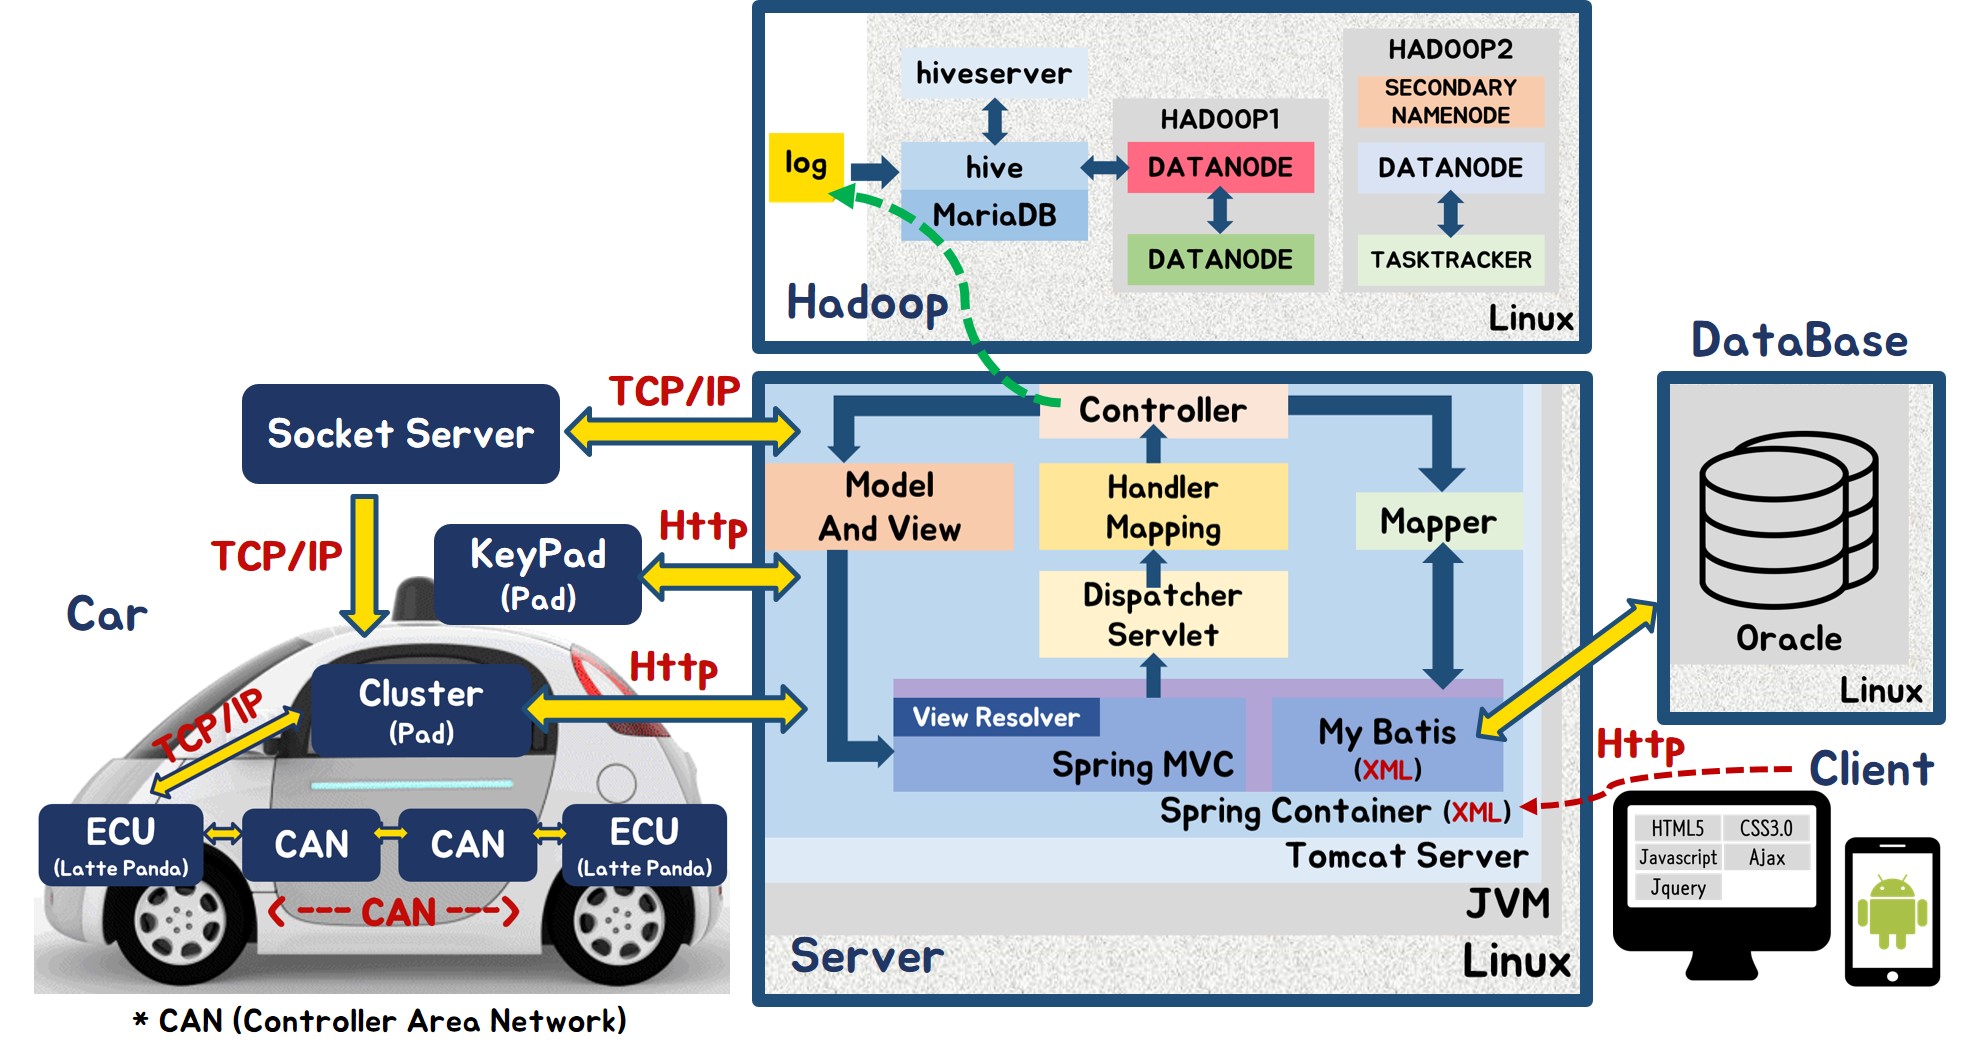 hiveserver
log
hive
MariaDB
HADOOP1
DATANODE
DATANODE
HADOOP2
SECONDARY
NAMENODE
DATANODE
TASKTRACKER
Hadoop
Linux
DataBase
Oracle
Linux
Socket Server
TCP/IP
TCP/IP
KeyPad
(Pad)
Http
Car
Cluster
(Pad)
Http
TCP/IP
ECU
(Latte Panda)
CAN
CAN
ECU
(Latte Panda)
CAN
* CAN (Controller Area Network)
Controller
Model
And View
Handler
Mapping
Mapper
Dispatcher
Servlet
View Resolver
Spring MVC
My Batis
(XML)
Spring Container (XML)
Tomcat Server
JVM
Server
Linux
Http
Client
HTML5
CSS3.0
Javascript
Ajax
Jquery